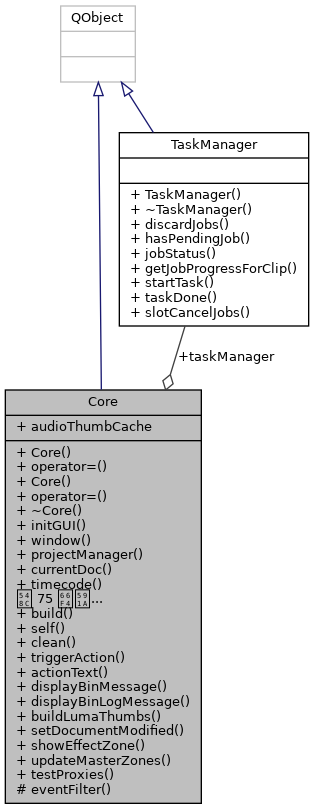 QObject
TaskManager
+ TaskManager()
+ ~TaskManager()
+ discardJobs()
+ hasPendingJob()
+ jobStatus()
+ getJobProgressForClip()
+ startTask()
+ taskDone()
+ slotCancelJobs()
+taskManager
Core
+ audioThumbCache
+ Core()
+ operator=()
+ Core()
+ operator=()
+ ~Core()
+ initGUI()
+ window()
+ projectManager()
+ currentDoc()
+ timecode()
75 ...
+ build()
+ self()
+ clean()
+ triggerAction()
+ actionText()
+ displayBinMessage()
+ displayBinLogMessage()
+ buildLumaThumbs()
+ setDocumentModified()
+ showEffectZone()
+ updateMasterZones()
+ testProxies()
# eventFilter()